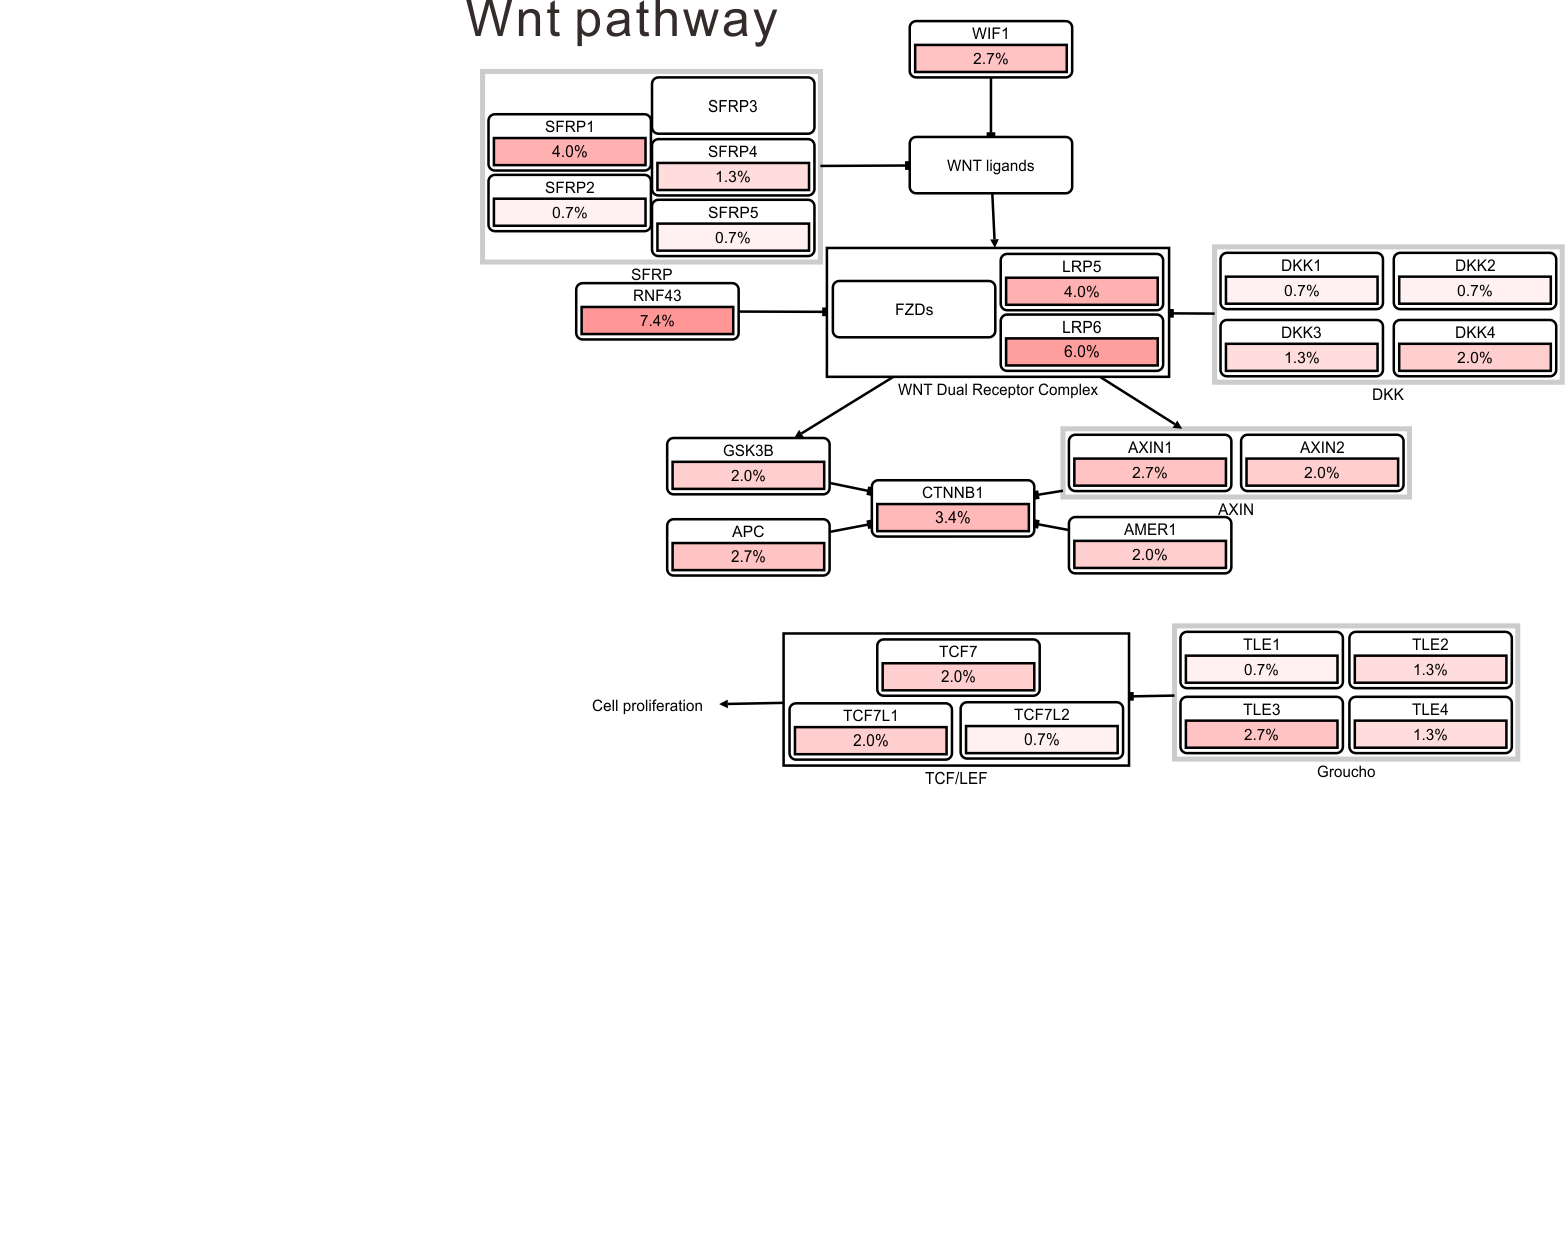 Wnt pathway
WIF1
2.7%
SFRP3
SFRP1
4.0%
SFRP4
1.3%
SFRP2
0.7%
SFRP5
0.7%
SFRP
WNT ligands
RNF43
7.4%
FZDs
LRP5
4.0%
LRP6
6.0%
WNT Dual Receptor Complex
DKK1
0.7%
DKK2
0.7%
DKK3
1.3%
DKK4
2.0%
DKK
GSK3B
2.0%
APC
2.7%
CTNNB1
3.4%
AXIN1
2.7%
AXIN2
2.0%
AXIN
AMER1
2.0%
Cell proliferation
TCF7
2.0%
TCF7L1
2.0%
TCF7L2
0.7%
TCF/LEF
TLE1
0.7%
TLE2
1.3%
TLE3
2.7%
TLE4
1.3%
Groucho